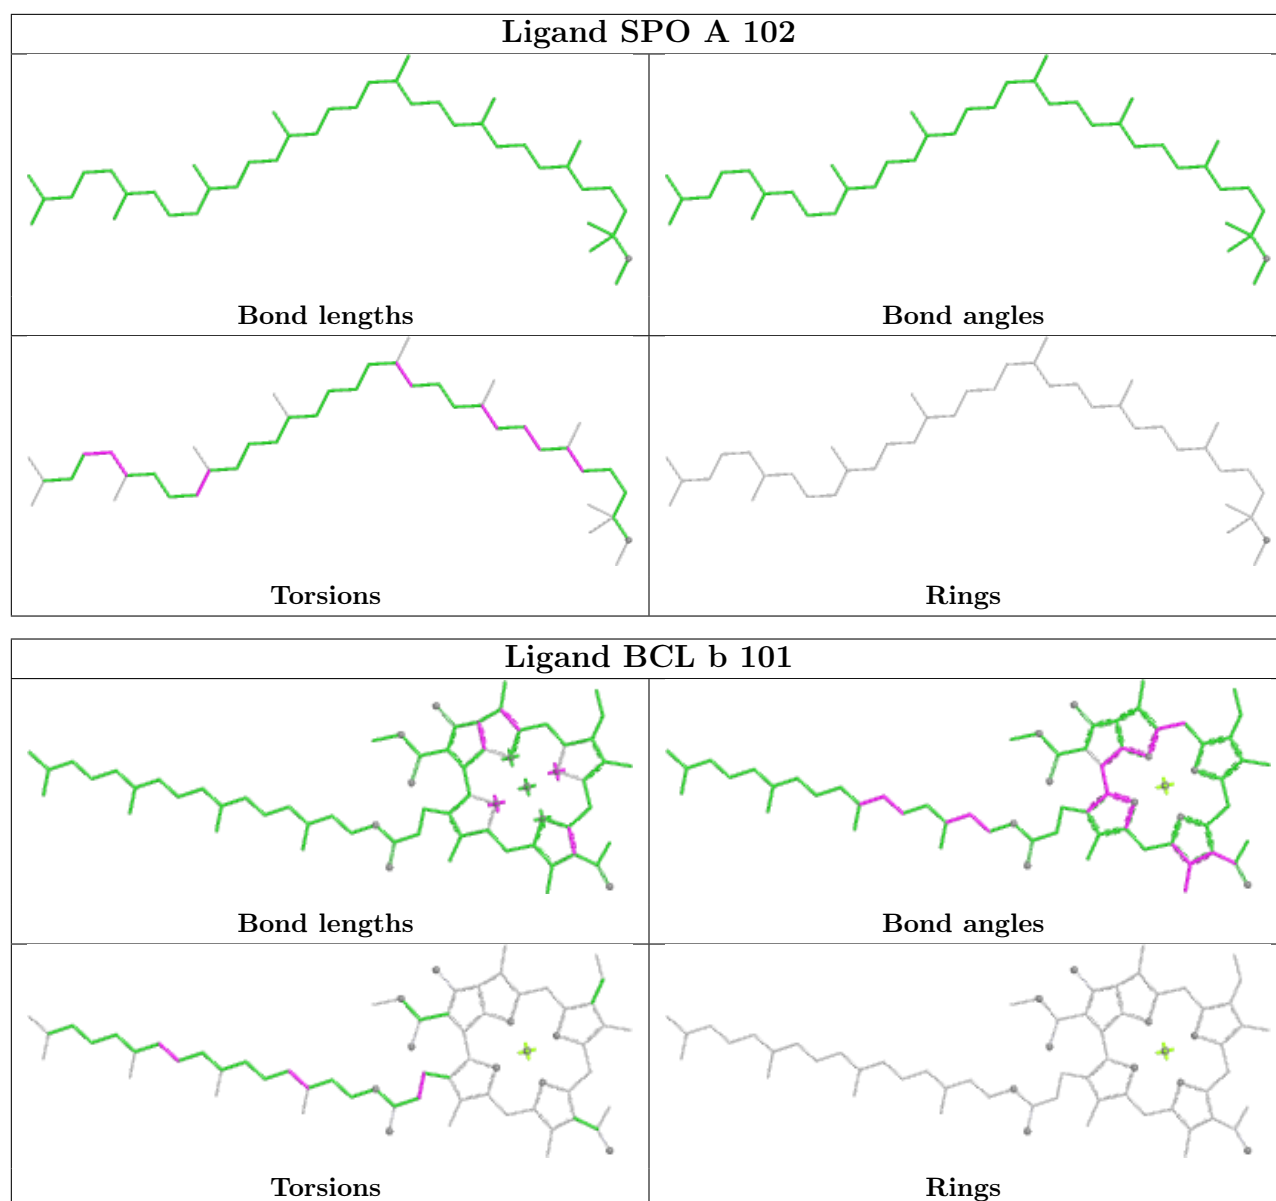 Ligand SPO A 102
Bond lengths
Bond angles
Torsions
Rings
Ligand BCL b 101
Bond lengths
Bond angles
Torsions
Rings